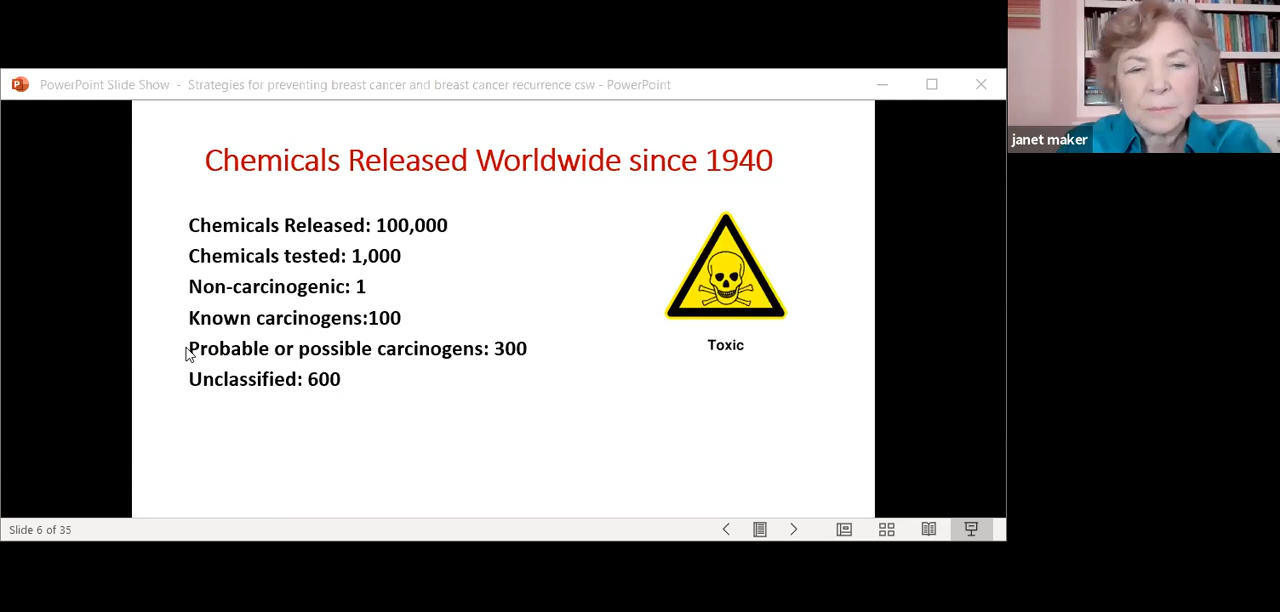 PowerPoint Slide Show - Strategies for preventing breast cancer and breast cancer recurrence csw - PowerPoint
janet maker
Chemicals Released Worldwide since 1940
Chemicals Released: 100,000
Chemicals tested: 1,000
Non-carcinogenic: 1
Known carcinogens:100
Probable or possible carcinogens: 300
Unclassified: 600
Toxic
Slide 6 of 35